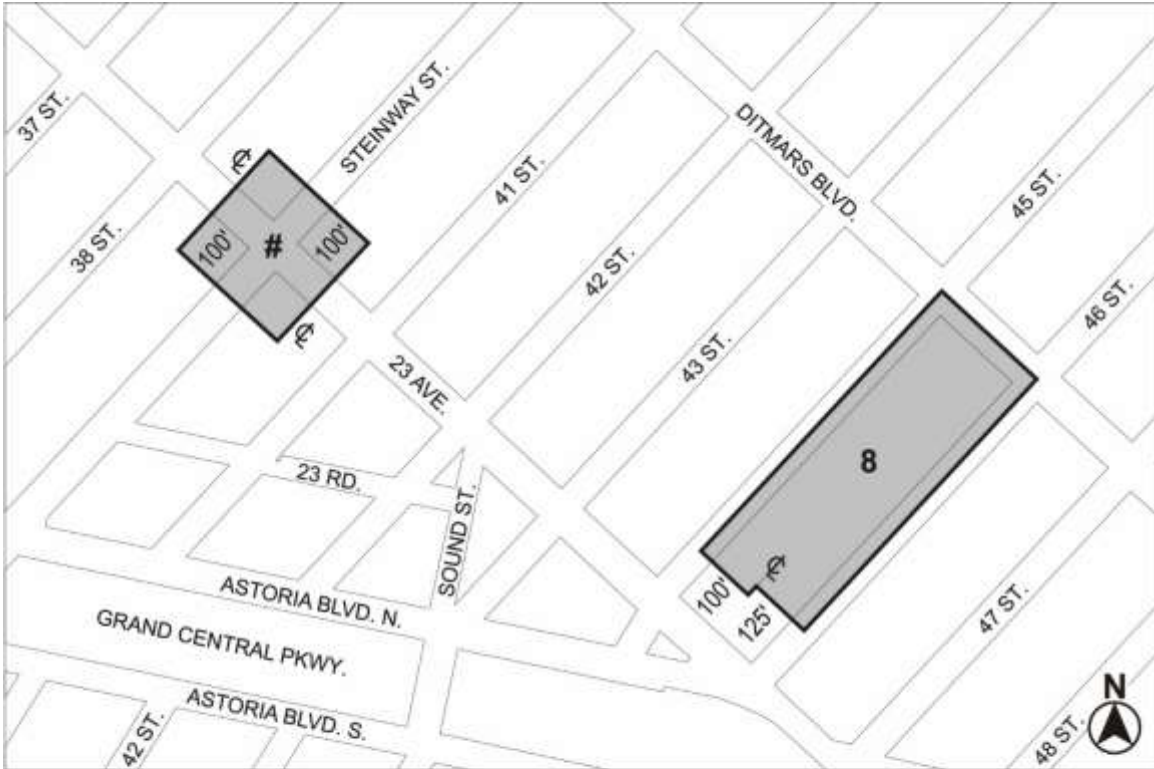 37 ST.
STEINWAY ST.
DITMARS BLVD.
41 ST.
45 ST.
38 ST.
100'
#
100'
42 ST.
46 ST.
43 ST.
23 AVE.
8
23 RD.
SOUND ST.
100'
125'
47 ST.
ASTORIA BLVD. N.
GRAND CENTRAL PKWY.
ASTORIA BLVD. S.
42 ST.
48 ST.
N